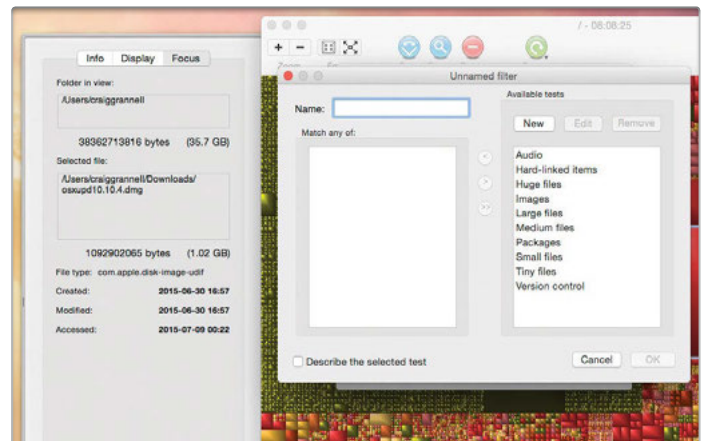 Info Display Focus
Folder in view:
/Users/craiggrannell
38362713816 bytes (35.7 GB)
Selected file:
/Users/craiggrannell/Downloads/
osxupd10.10.4.dmg
1092902065 bytes (1.02 GB)
File type: com.apple.disk-image-udif
Created: 2015-06-30 16:57
Modified: 2015-06-30 16:57
Accessed: 2015-07-09 00:22
/ - 08:08:25
Unnamed filter
Name:
Match any of:
Available tests
New Edit Remove
Audio
Hard-linked items
Huge files
Images
Large files
Medium files
Packages
Small files
Tiny files
Version control
Describe the selected test
Cancel OK